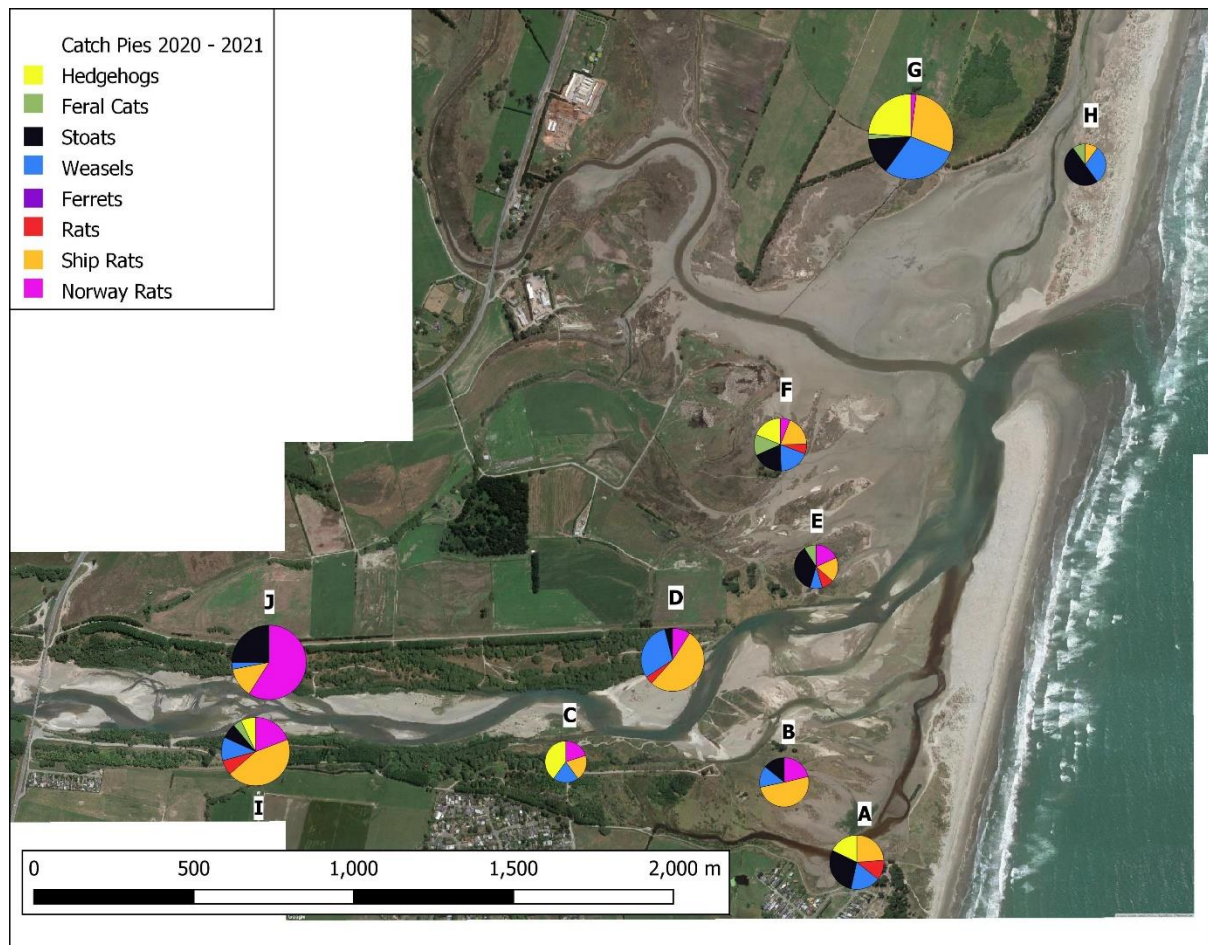 Catch Pies 2020 - 2021
Hedgehogs
Feral Cats
Stoats
Weasels
Ferrets
Rats
Ship Rats
Norway Rats
G
H
F
E
D
J
C
B
I
A
0 500 1,000 1,500 2,000 m
Google